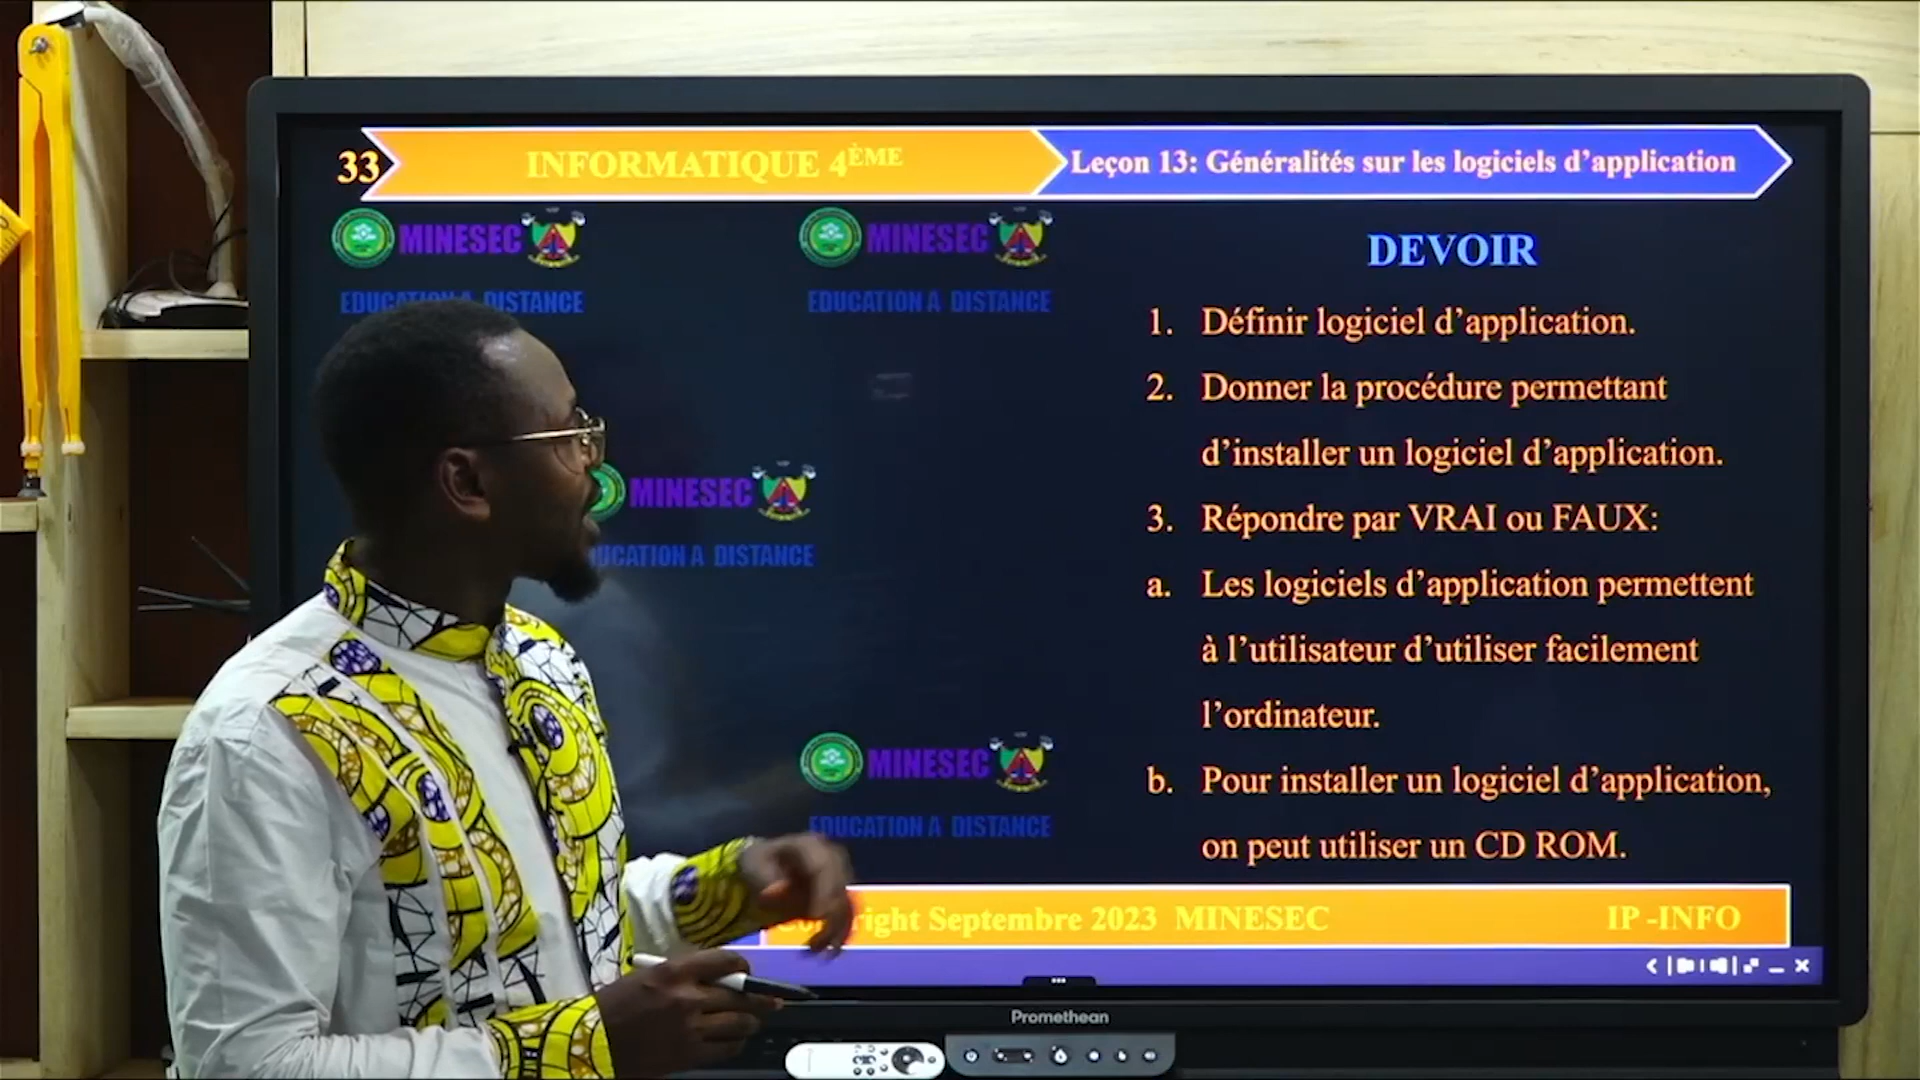 33
INFORMATIQUE 4ÈME
Leçon 13: Généralités sur les logiciels d’application
MINESEC
EDUCATION A DISTANCE
MINESEC
EDUCATION A DISTANCE
DEVOIR
1. Définir logiciel d’application.
2. Donner la procédure permettant
d’installer un logiciel d’application.
3. Répondre par VRAI ou FAUX:
a. Les logiciels d’application permettent
à l’utilisateur d’utiliser facilement
l’ordinateur.
b. Pour installer un logiciel d’application,
on peut utiliser un CD ROM.
MINESEC
DISTANCE
MINESEC
EDUCATION A DISTANCE
Septembre 2023 MINESEC
IP -INFO
Promethean